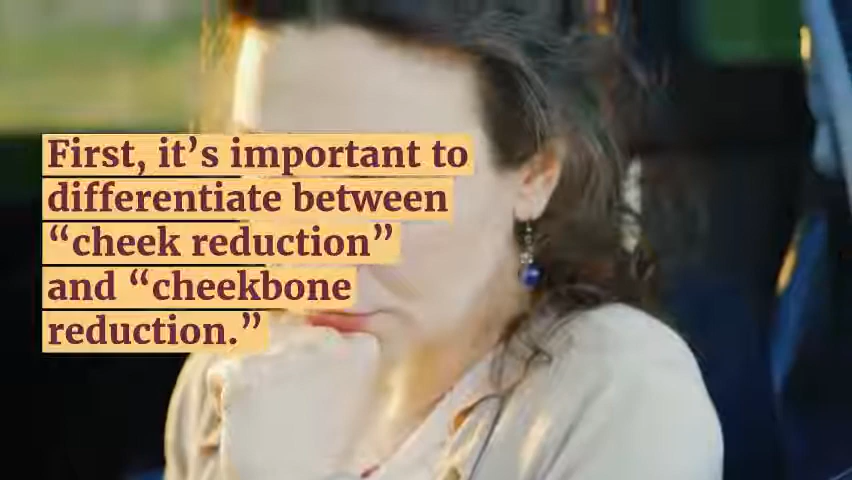 First, it’s important to
differentiate between
“cheek reduction”
and “cheekbone
reduction.”